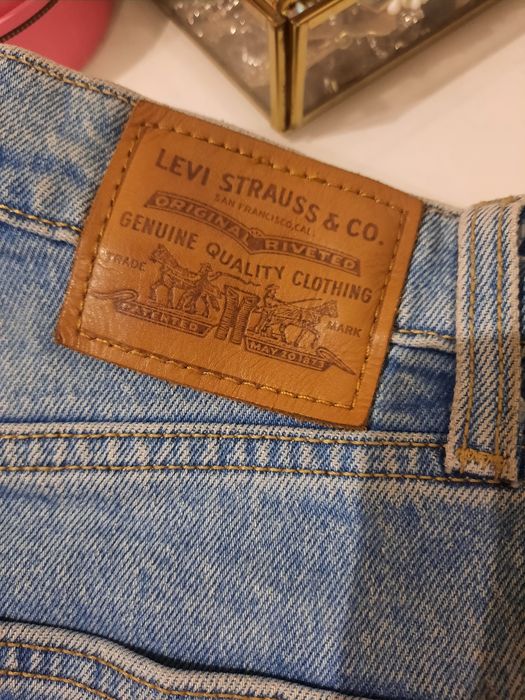 LEVI STRAUSS & CO.
SAN FRANCISCO, CAL.
ORIGINAL RIVETED
GENUINE QUALITY CLOTHING
TRADE MARK
PATENTED MAY 20 1873